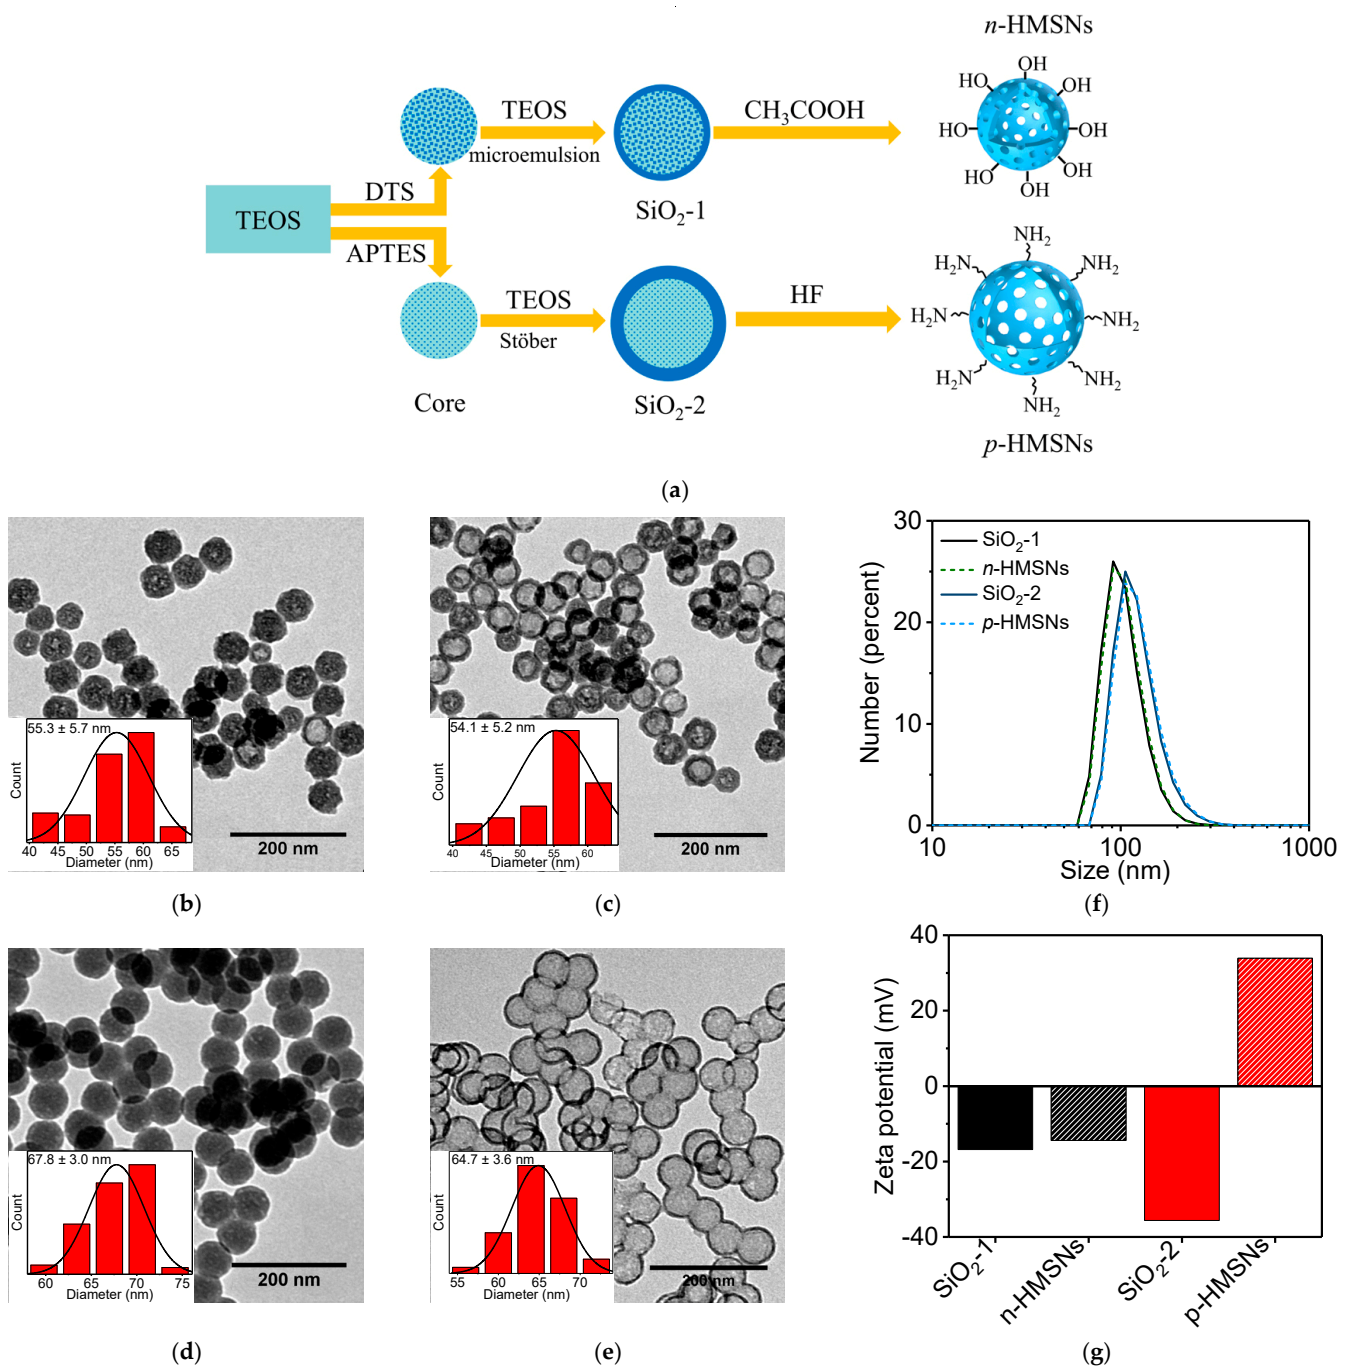 n-HMSNs
OH
HO OH
HO OH
HO OH
OH
TEOS
microemulsion
CH₃COOH
SiO₂-1
TEOS
DTS
APTES
TEOS
Stöber
HF
Core
SiO₂-2
NH₂
H₂N NH₂
H₂N NH₂
H₂N NH₂
NH₂
p-HMSNs
(a)
55.3 ± 5.7 nm
Count
40 45 50 55 60 65
Diameter (nm)
200 nm
(b)
54.1 ± 5.2 nm
Count
40 45 50 55 60
Diameter (nm)
200 nm
(c)
Number (percent)
30
20
10
0
SiO₂-1
n-HMSNs
SiO₂-2
p-HMSNs
10 100 1000
Size (nm)
(f)
67.8 ± 3.0 nm
Count
60 65 70 75
Diameter (nm)
200 nm
(d)
64.7 ± 3.6 nm
Count
55 60 65 70
Diameter (nm)
200 nm
(e)
Zeta potential (mV)
40
20
0
-20
-40
SiO₂-1
n-HMSNs
SiO₂-2
p-HMSNs
(g)